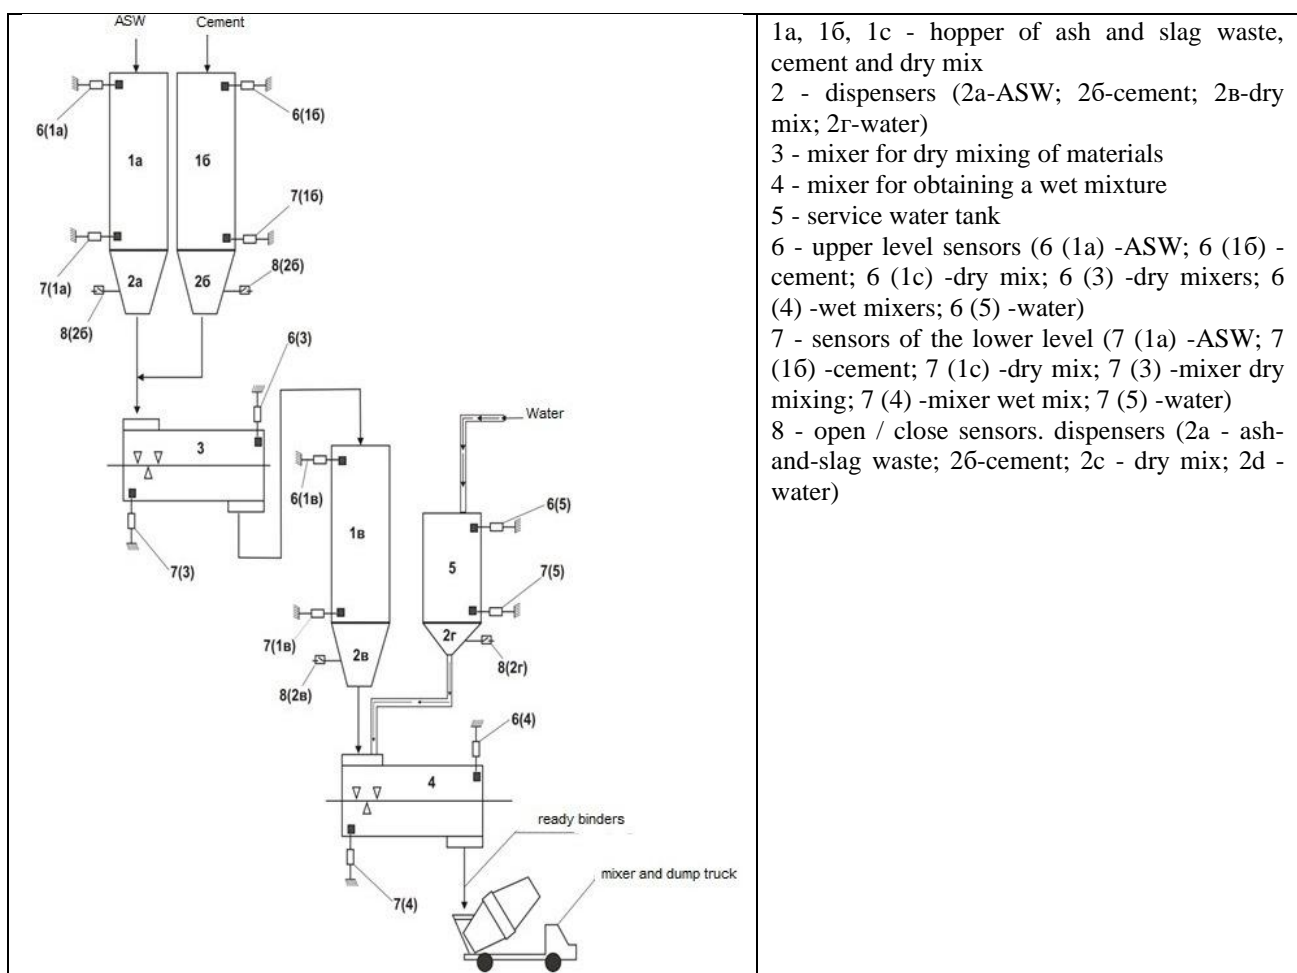 ASW
Cement
6(1a)
6(1б)
1a
1б
7(1б)
7(1a)
2a
2б
8(2б)
8(2б)
6(3)
3
7(3)
Water
6(1в)
1в
6(5)
5
7(5)
7(1в)
2в
2г
8(2в)
8(2г)
6(4)
4
7(4)
ready binders
mixer and dump truck
1a, 1б, 1c - hopper of ash and slag waste,
cement and dry mix
2 - dispensers (2a-ASW; 2б-cement; 2в-dry
mix; 2г-water)
3 - mixer for dry mixing of materials
4 - mixer for obtaining a wet mixture
5 - service water tank
6 - upper level sensors (6 (1a) -ASW; 6 (1б) -
cement; 6 (1c) -dry mix; 6 (3) -dry mixers; 6
(4) -wet mixers; 6 (5) -water)
7 - sensors of the lower level (7 (1a) -ASW; 7
(1б) -cement; 7 (1c) -dry mix; 7 (3) -mixer dry
mixing; 7 (4) -mixer wet mix; 7 (5) -water)
8 - open / close sensors. dispensers (2a - ash-
and-slag waste; 2б-cement; 2c - dry mix; 2d -
water)